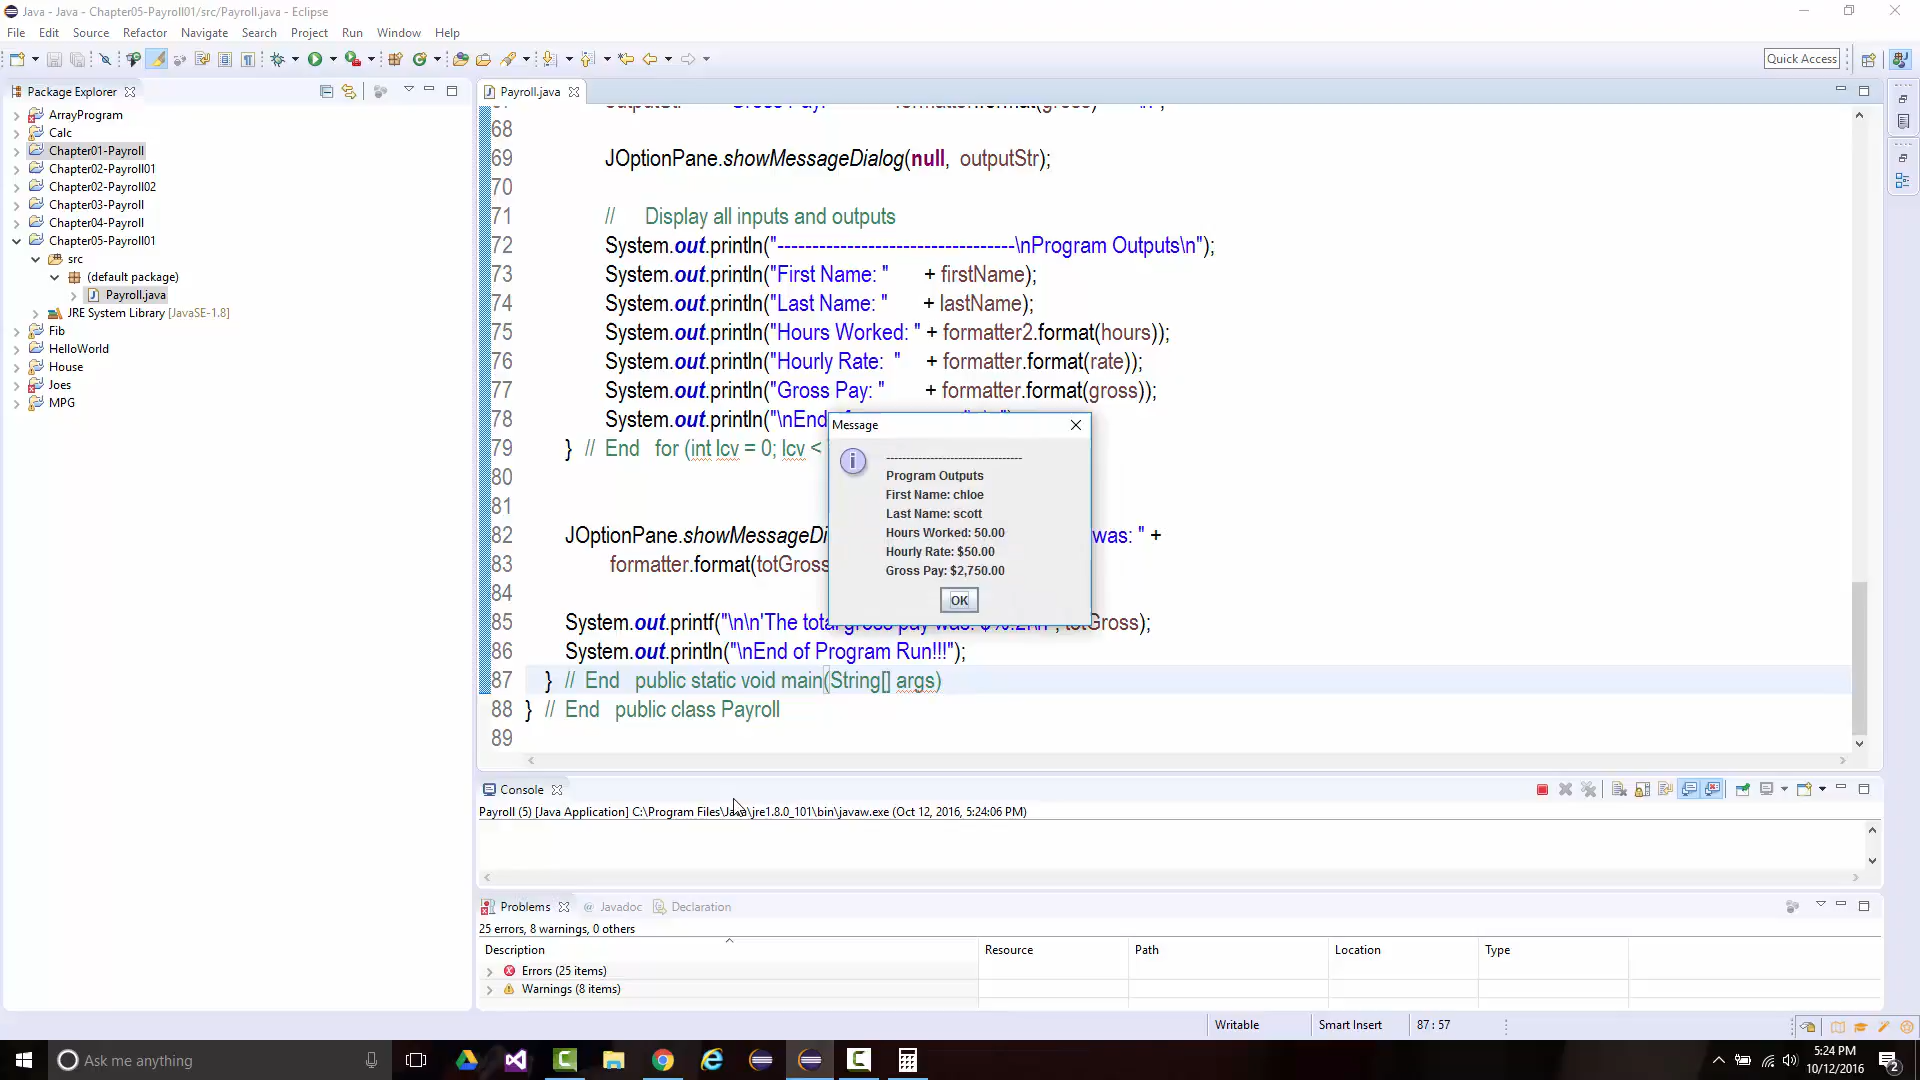 Java - Java - Chapter05-Payroll01/src/Payroll.java - Eclipse
File Edit Source Refactor Navigate Search Project Run Window Help
Quick Access
Package Explorer
ArrayProgram
Calc
Chapter01-Payroll
Chapter02-Payroll01
Chapter02-Payroll02
Chapter03-Payroll
Chapter04-Payroll
Chapter05-Payroll01
src
(default package)
Payroll.java
JRE System Library [JavaSE-1.8]
Fib
HelloWorld
House
Joes
MPG
Payroll.java
68
69 JOptionPane.showMessageDialog(null, outputStr);
70
71 // Display all inputs and outputs
72 System.out.println("----------------------------------\nProgram Outputs\n");
73 System.out.println("First Name: " + firstName);
74 System.out.println("Last Name: " + lastName);
75 System.out.println("Hours Worked: " + formatter2.format(hours));
76 System.out.println("Hourly Rate: " + formatter.format(rate));
77 System.out.println("Gross Pay: " + formatter.format(gross));
78 System.out.println("\nEnd
79 } // End for (int lcv = 0; lcv <
80
81
82 JOptionPane.showMessageDi was: " +
83 formatter.format(totGross
84
85 System.out.printf("\n\n'The total gross pay was: $%.2f\n", totGross);
86 System.out.println("\nEnd of Program Run!!!");
87 } // End public static void main(String[] args)
88 } // End public class Payroll
89
Message
----------------------------------
Program Outputs
First Name: chloe
Last Name: scott
Hours Worked: 50.00
Hourly Rate: $50.00
Gross Pay: $2,750.00
OK
Console
Payroll (5) [Java Application] C:\Program Files\Java\jre1.8.0_101\bin\javaw.exe (Oct 12, 2016, 5:24:06 PM)
Problems @ Javadoc Declaration
25 errors, 8 warnings, 0 others
Description Resource Path Location Type
Errors (25 items)
Warnings (8 items)
Writable Smart Insert 87 : 57
Ask me anything
5:24 PM
10/12/2016
2